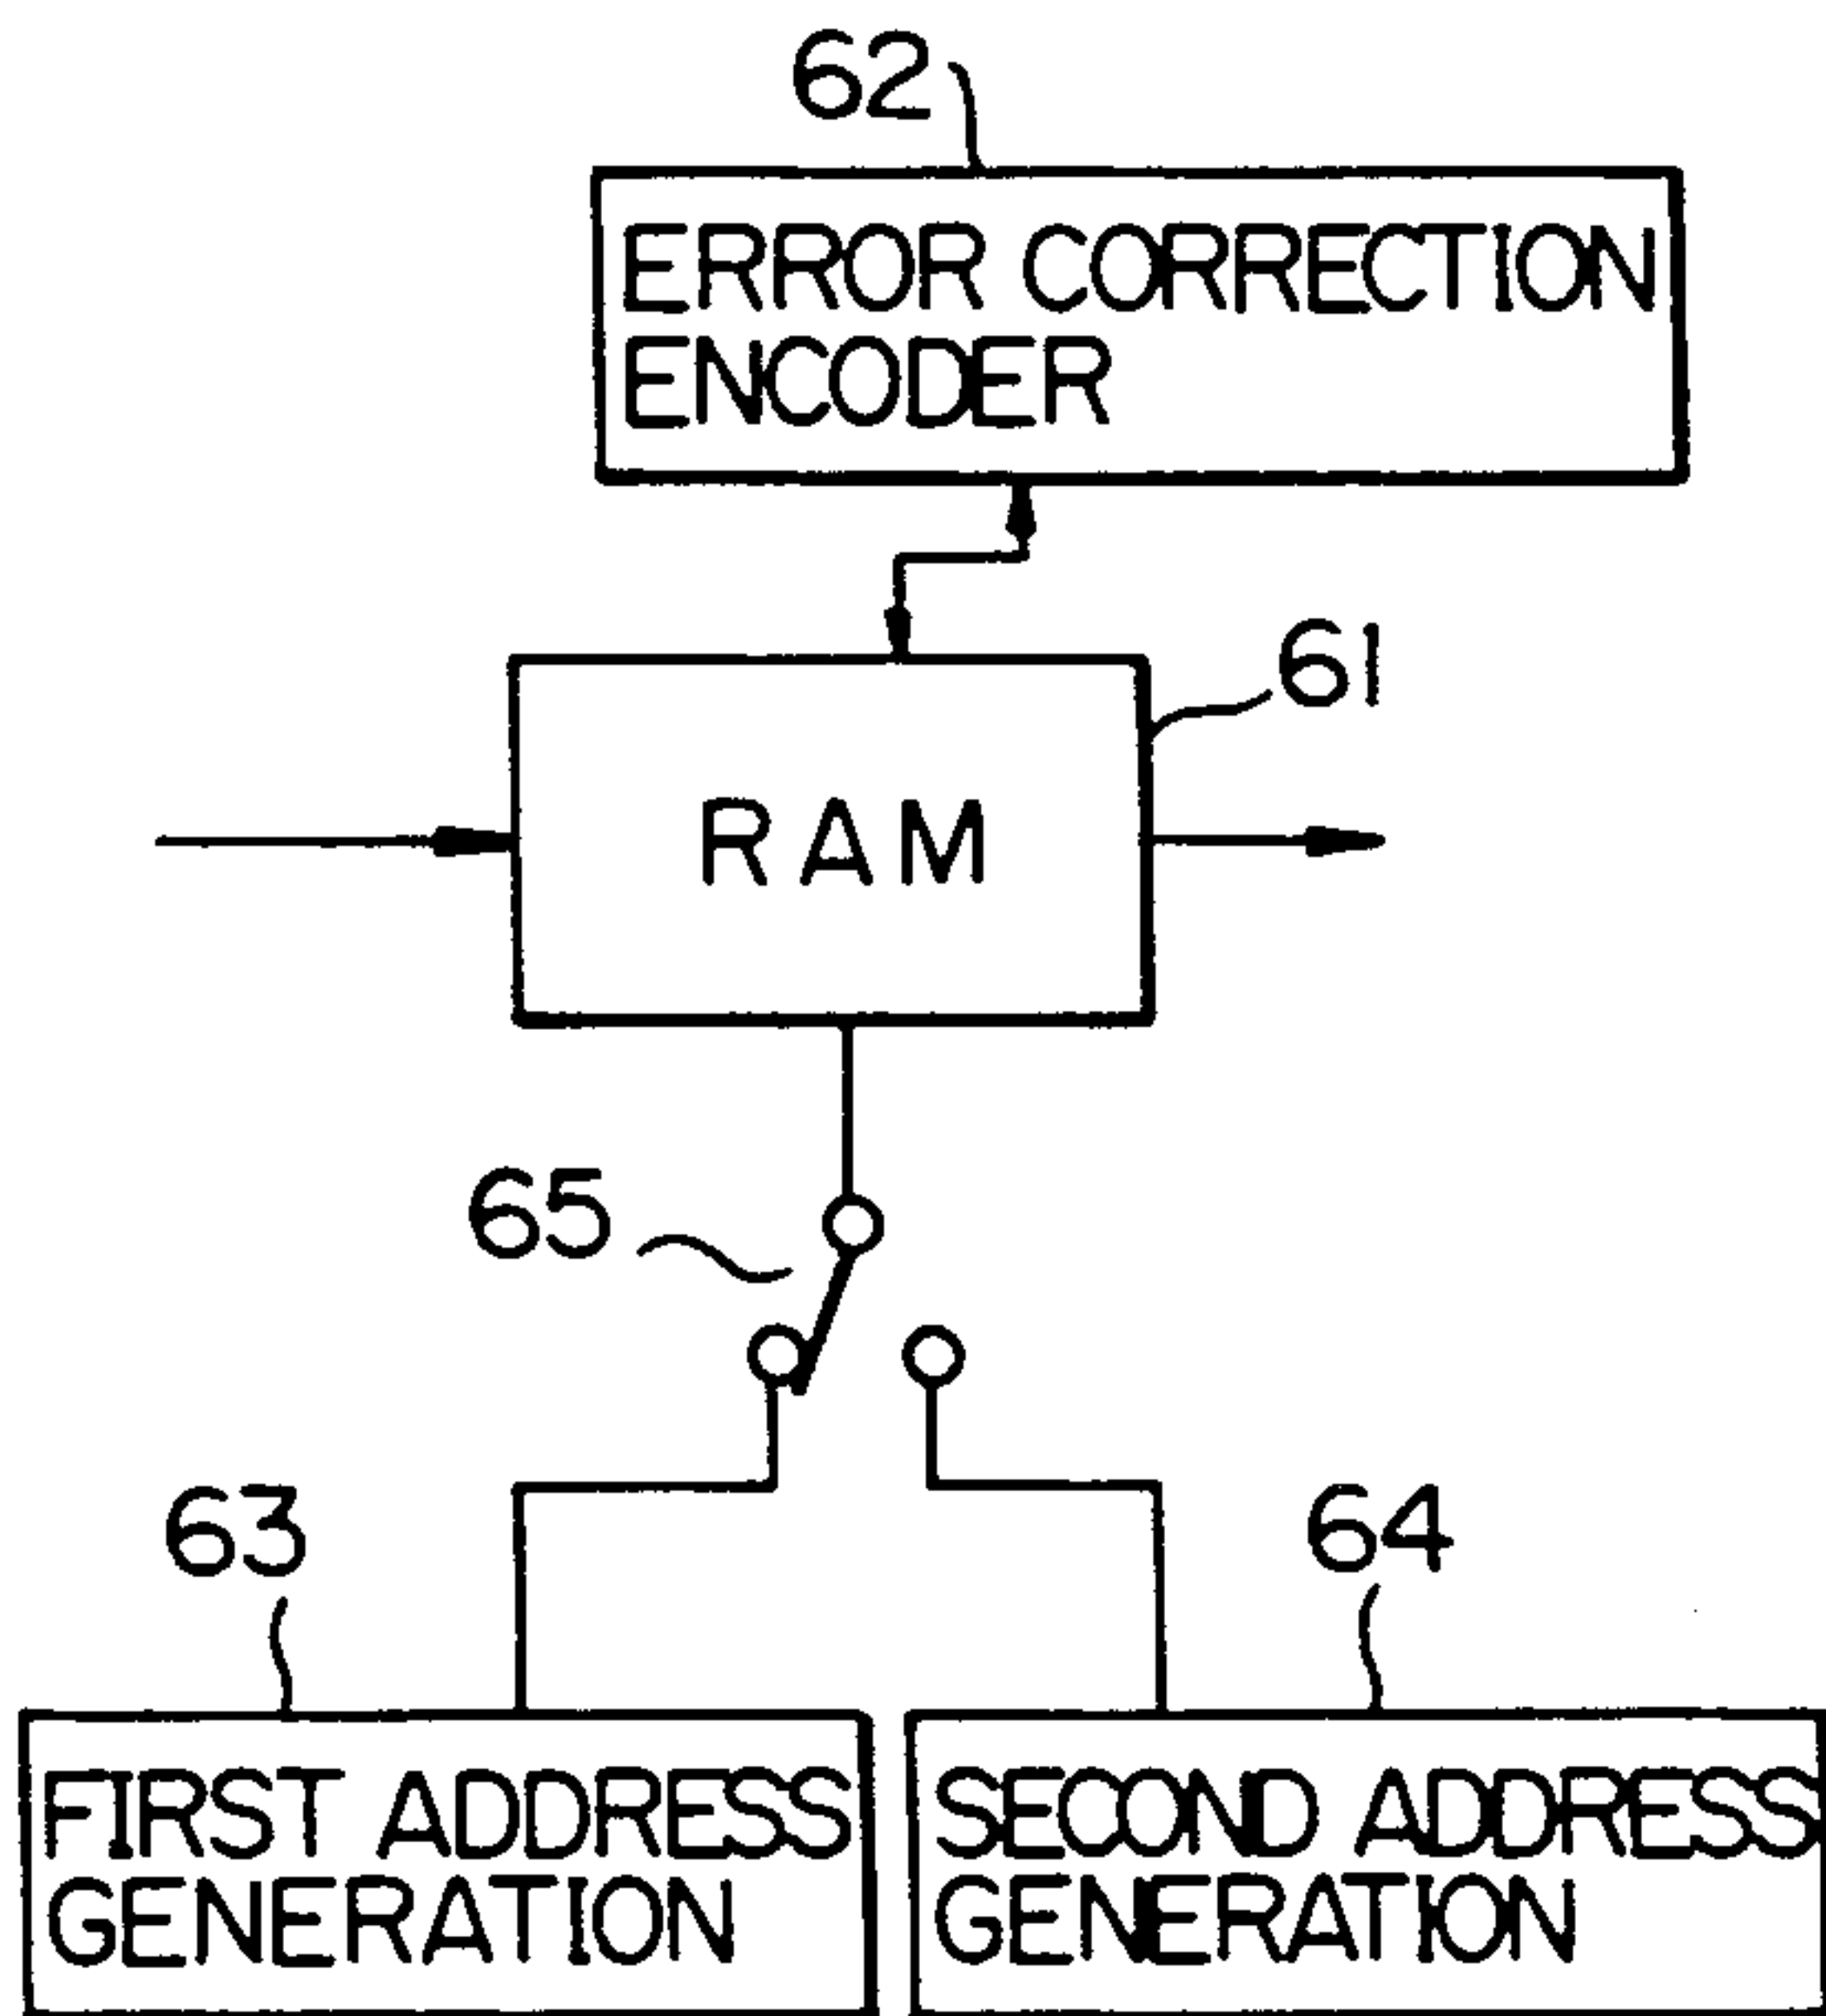 62
ERROR CORRECTION
ENCODER
61
RAM
65
63
64
FIRST ADDRESS
GENERATION
SECOND ADDRESS
GENERATION